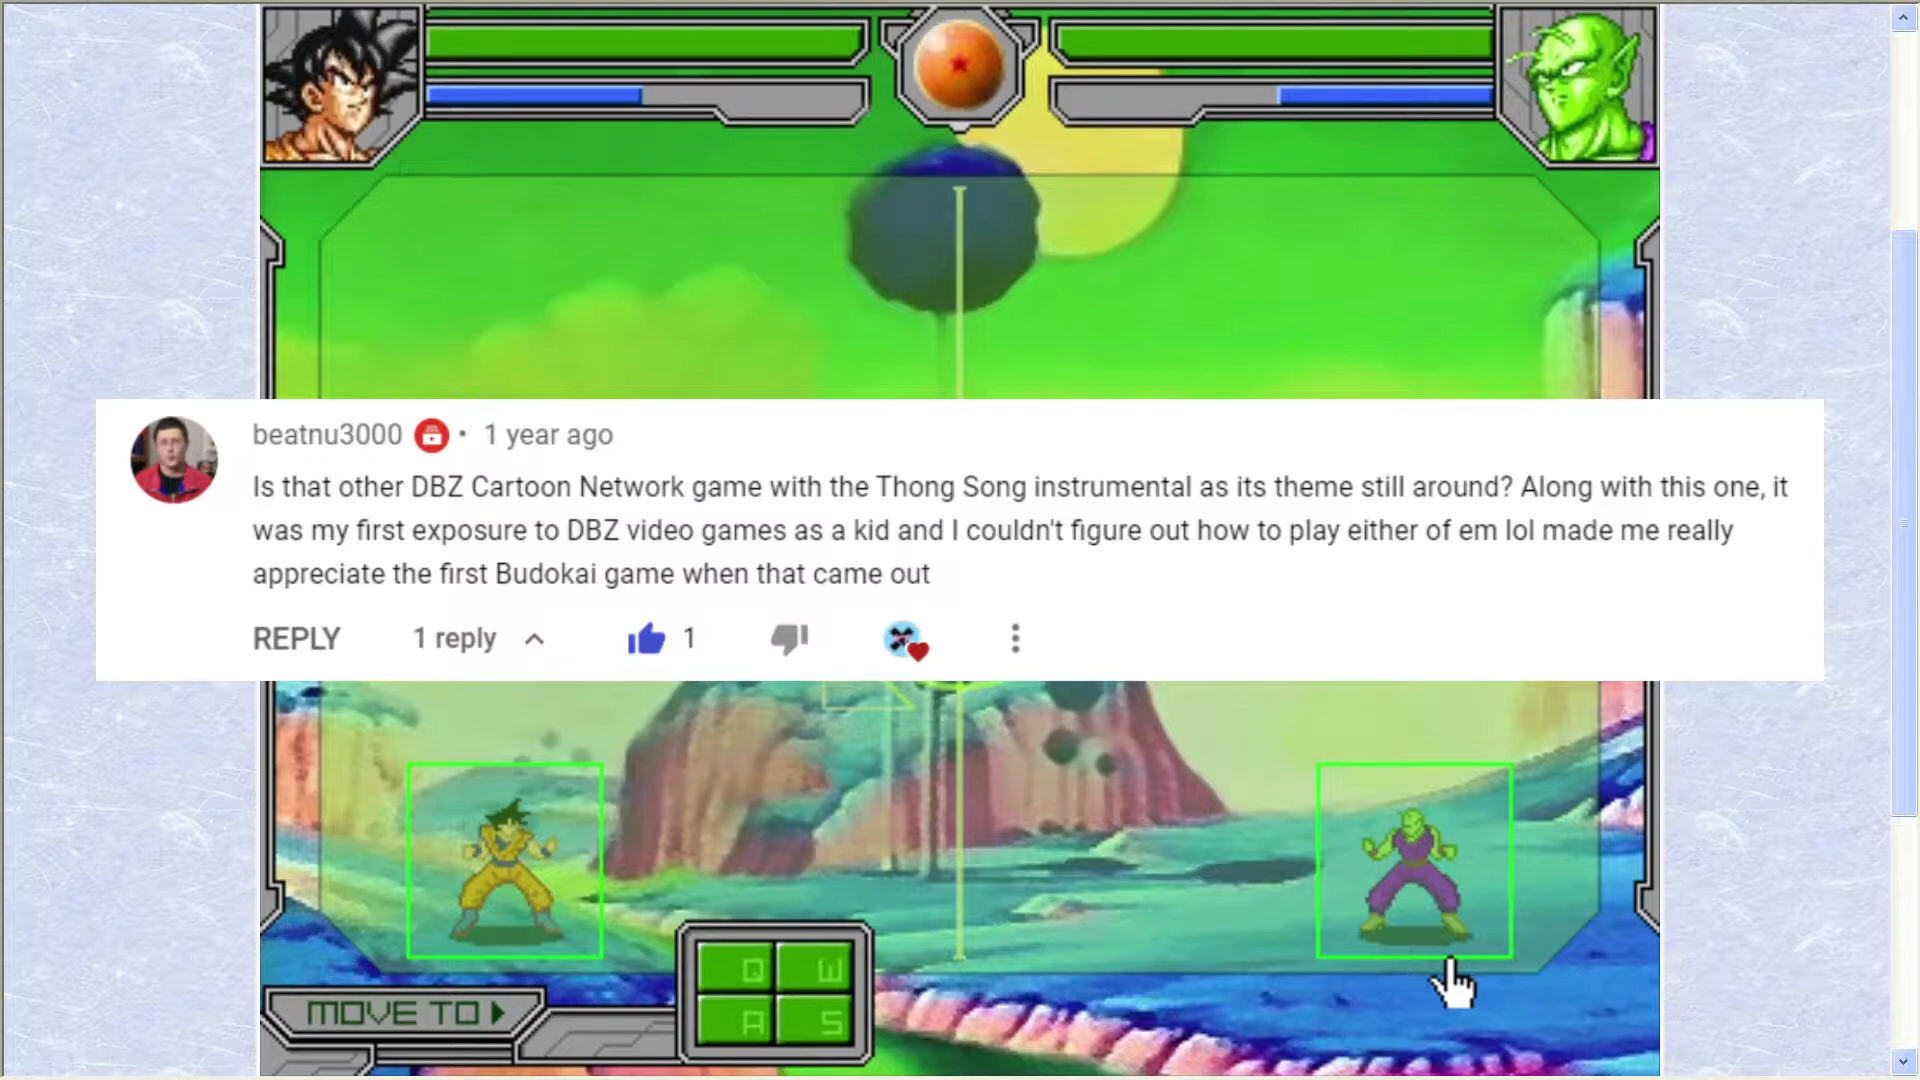 beatnu3000 • 1 year ago
Is that other DBZ Cartoon Network game with the Thong Song instrumental as its theme still around? Along with this one, it
was my first exposure to DBZ video games as a kid and I couldn't figure out how to play either of em lol made me really
appreciate the first Budokai game when that came out
REPLY 1 reply 1
Q W
A S
MOVE TO